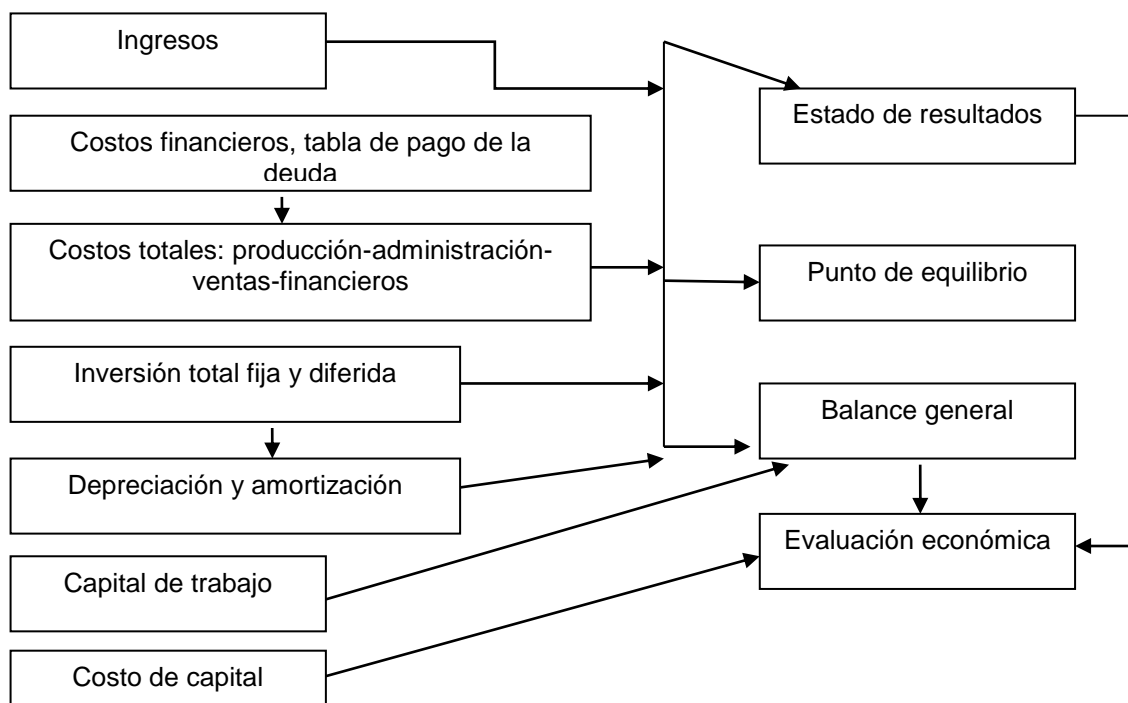 Ingresos
Costos financieros, tabla de pago de la
deuda
Costos totales: producción-administración-
ventas-financieros
Inversión total fija y diferida
Depreciación y amortización
Capital de trabajo
Costo de capital
Estado de resultados
Punto de equilibrio
Balance general
Evaluación económica